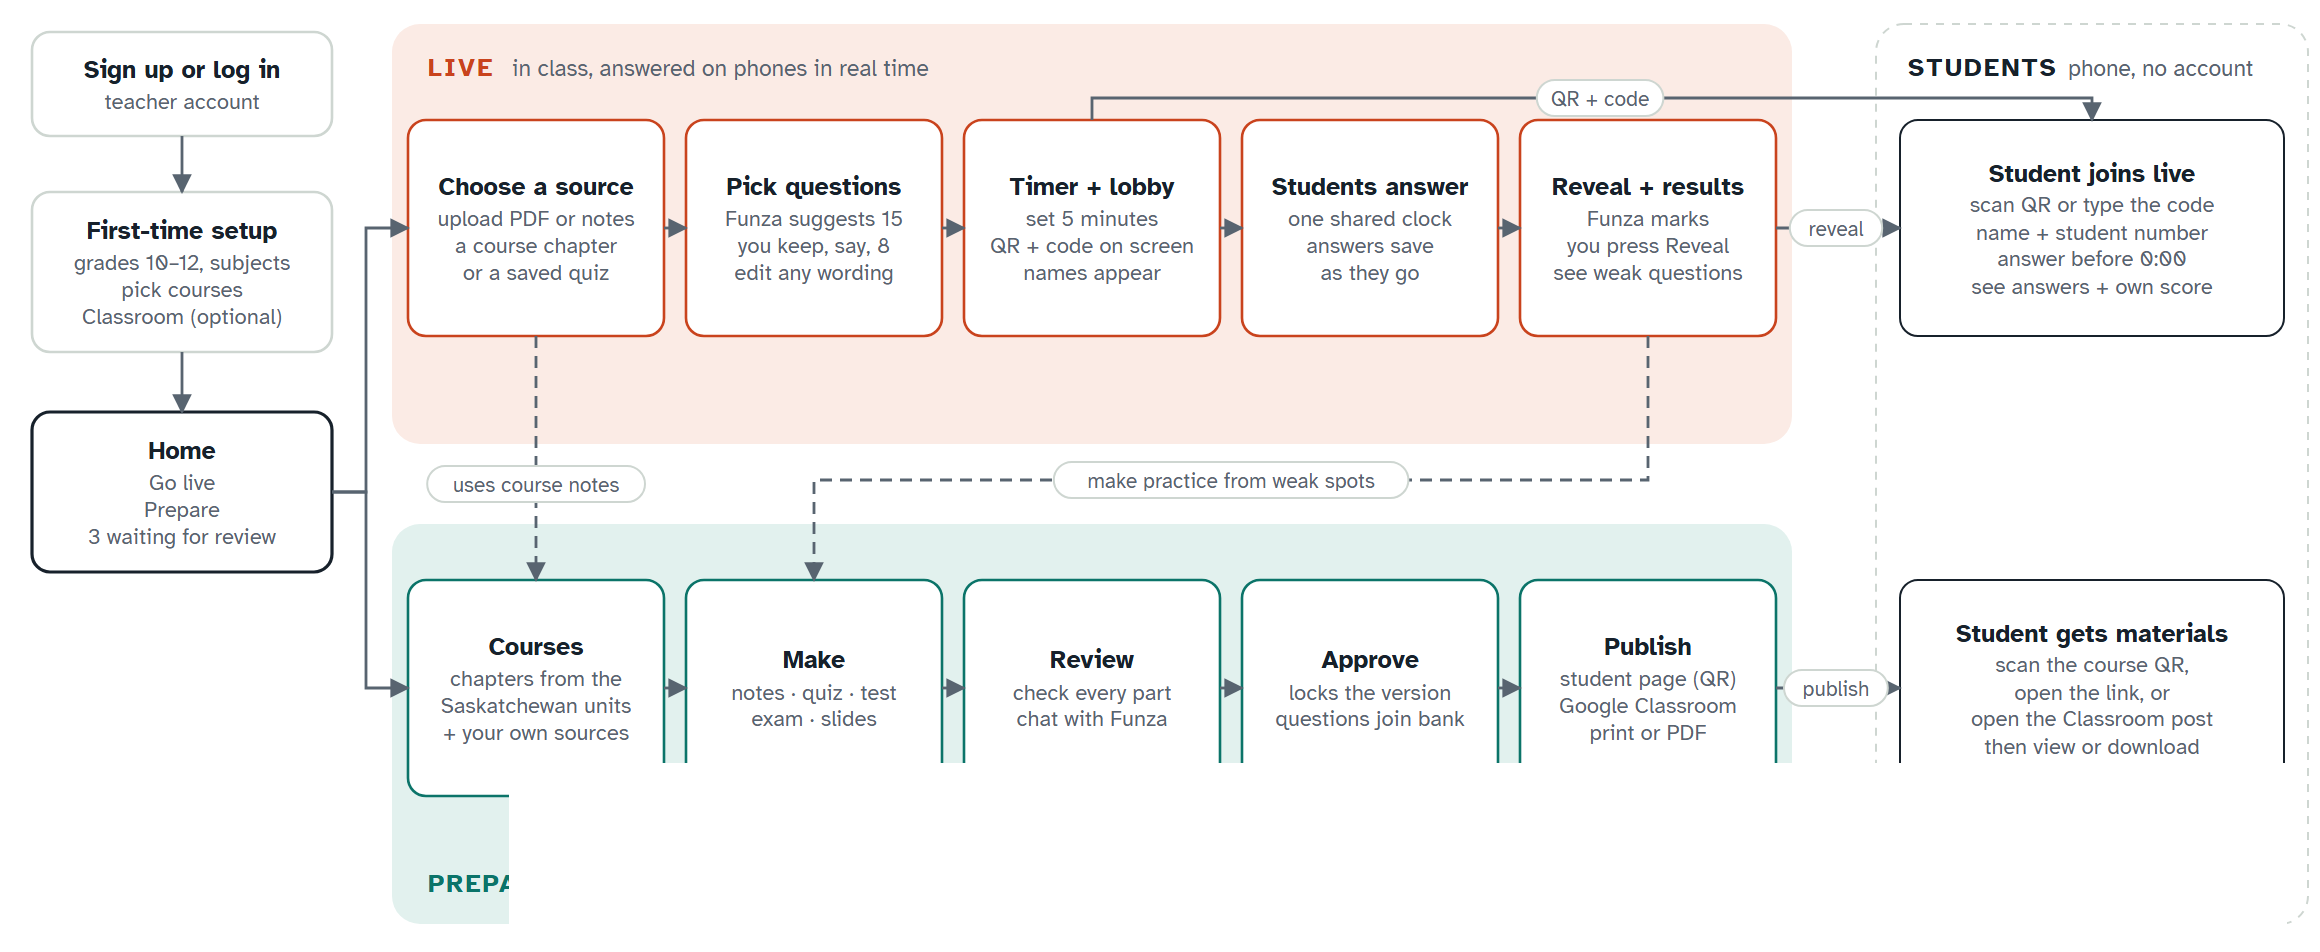 Sign up or log in
teacher account
First-time setup
grades 10–12, subjects
pick courses
Classroom (optional)
Home
Go live
Prepare
3 waiting for review
LIVE in class, answered on phones in real time
QR + code
Choose a source
upload PDF or notes
a course chapter
or a saved quiz
Pick questions
Funza suggests 15
you keep, say, 8
edit any wording
Timer + lobby
set 5 minutes
QR + code on screen
names appear
Students answer
one shared clock
answers save
as they go
Reveal + results
Funza marks
you press Reveal
see weak questions
reveal
STUDENTS phone, no account
Student joins live
scan QR or type the code
name + student number
answer before 0:00
see answers + own score
uses course notes
make practice from weak spots
Courses
chapters from the
Saskatchewan units
+ your own sources
Make
notes · quiz · test
exam · slides
Review
check every part
chat with Funza
Approve
locks the version
questions join bank
Publish
student page (QR)
Google Classroom
print or PDF
publish
Student gets materials
scan the course QR,
open the link, or
open the Classroom post
then view or download